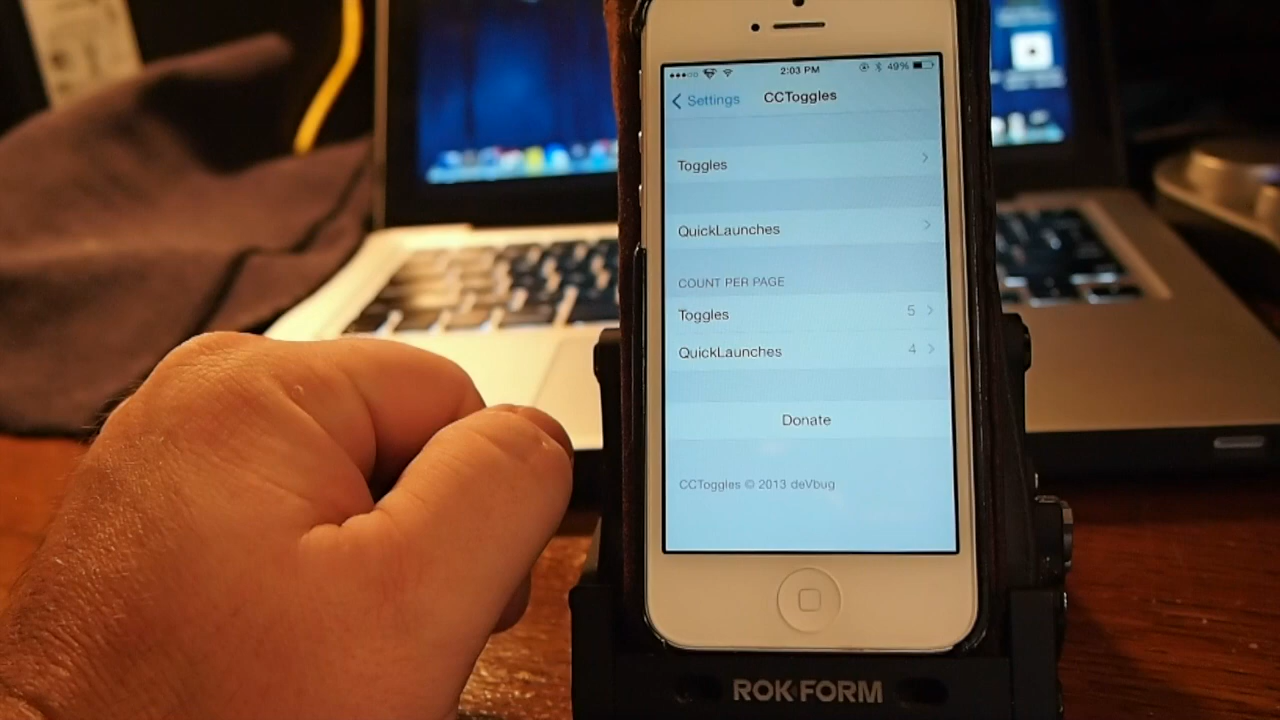 2:03 PM 49%
Settings CCToggles
Toggles
QuickLaunches
COUNT PER PAGE
Toggles 5
QuickLaunches 4
Donate
CCToggles © 2013 deVbug
ROKFORM